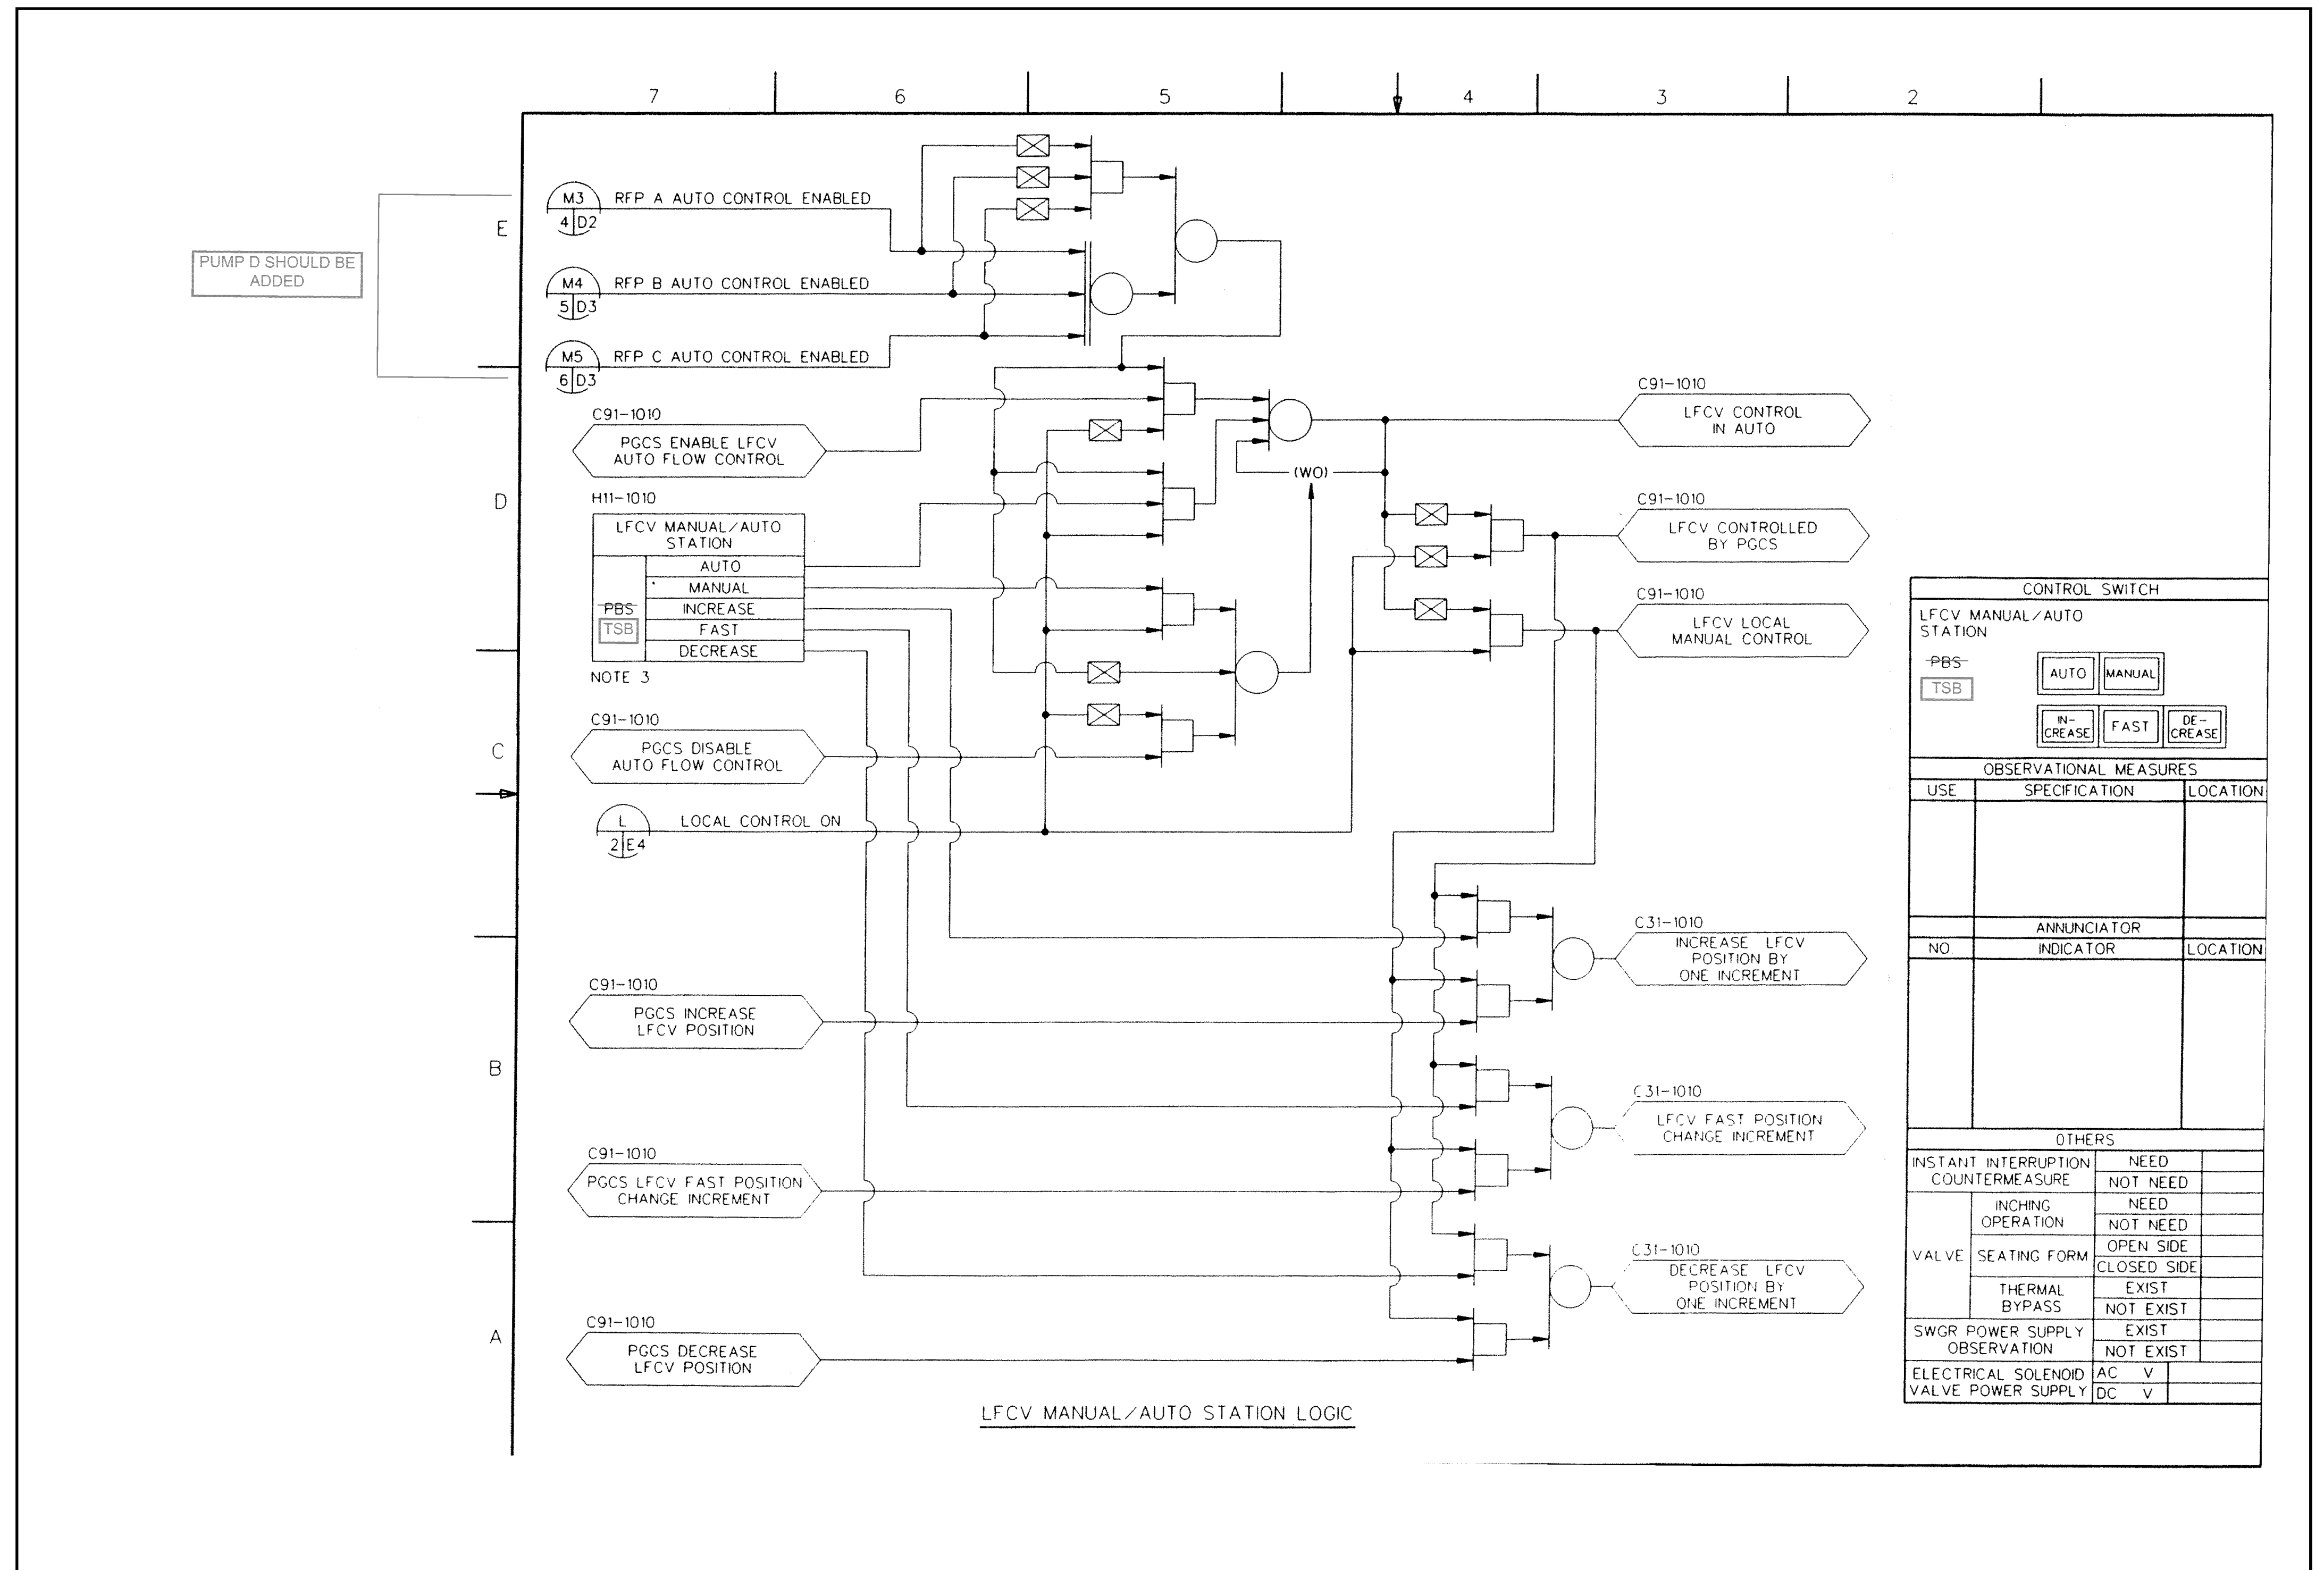 7 6 5 4 3 2
E
D
C
B
A
PUMP D SHOULD BE
ADDED
M3
4 D2
RFP A AUTO CONTROL ENABLED
M4
5 D3
RFP B AUTO CONTROL ENABLED
M5
6 D3
RFP C AUTO CONTROL ENABLED
C91-1010
PGCS ENABLE LFCV
AUTO FLOW CONTROL
H11-1010
LFCV MANUAL/AUTO
STATION
PBS
TSB
AUTO
MANUAL
INCREASE
FAST
DECREASE
NOTE 3
C91-1010
PGCS DISABLE
AUTO FLOW CONTROL
L
2 E4
LOCAL CONTROL ON
C91-1010
PGCS INCREASE
LFCV POSITION
C91-1010
PGCS LFCV FAST POSITION
CHANGE INCREMENT
C91-1010
PGCS DECREASE
LFCV POSITION
(WO)
C91-1010
LFCV CONTROL
IN AUTO
C91-1010
LFCV CONTROLLED
BY PGCS
C91-1010
LFCV LOCAL
MANUAL CONTROL
C31-1010
INCREASE LFCV
POSITION BY
ONE INCREMENT
C31-1010
LFCV FAST POSITION
CHANGE INCREMENT
C31-1010
DECREASE LFCV
POSITION BY
ONE INCREMENT
LFCV MANUAL/AUTO STATION LOGIC
CONTROL SWITCH
LFCV MANUAL/AUTO
STATION
PBS
TSB
AUTO MANUAL
IN-
CREASE
FAST
DE-
CREASE
OBSERVATIONAL MEASURES
USE SPECIFICATION LOCATION
ANNUNCIATOR
NO. INDICATOR LOCATION
OTHERS
INSTANT INTERRUPTION
COUNTERMEASURE
NEED
NOT NEED
VALVE
INCHING
OPERATION
NEED
NOT NEED
SEATING FORM
OPEN SIDE
CLOSED SIDE
THERMAL
BYPASS
EXIST
NOT EXIST
SWGR POWER SUPPLY
OBSERVATION
EXIST
NOT EXIST
ELECTRICAL SOLENOID
VALVE POWER SUPPLY
AC V
DC V